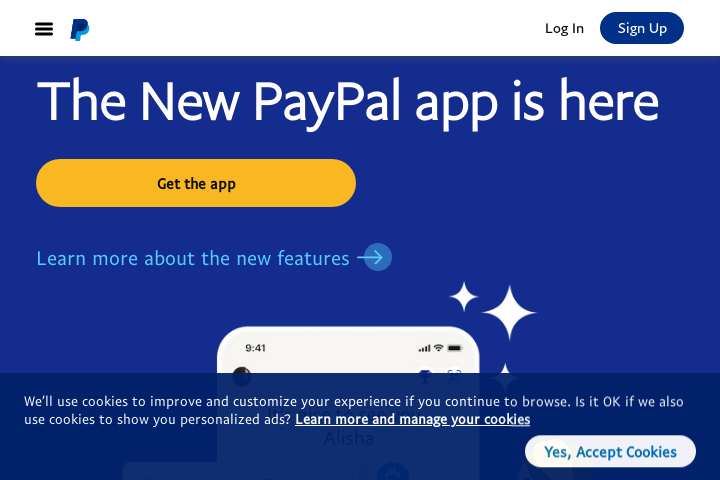 Log In
Sign Up
The New PayPal app is here
Get the app
Learn more about the new features
9:41
We'll use cookies to improve and customize your experience if you continue to browse. Is it OK if we also
use cookies to show you personalized ads? Learn more and manage your cookies
Alisha
Yes, Accept Cookies